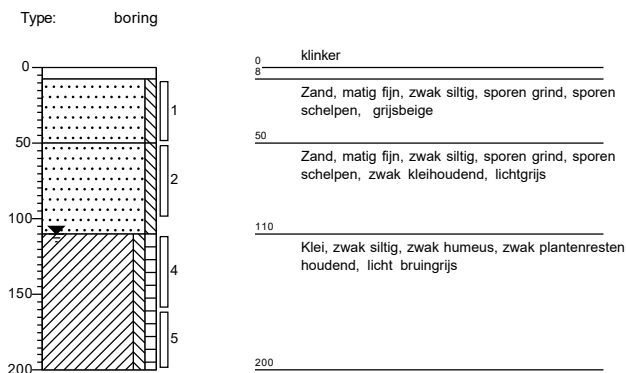 Type: boring
0
50
100
150
200
1
2
4
5
0
klinker
8
Zand, matig fijn, zwak siltig, sporen grind, sporen
schelpen, grijsbeige
50
Zand, matig fijn, zwak siltig, sporen grind, sporen
schelpen, zwak kleihoudend, lichtgrijs
110
Klei, zwak siltig, zwak humeus, zwak plantenresten
houdend, licht bruingrijs
200